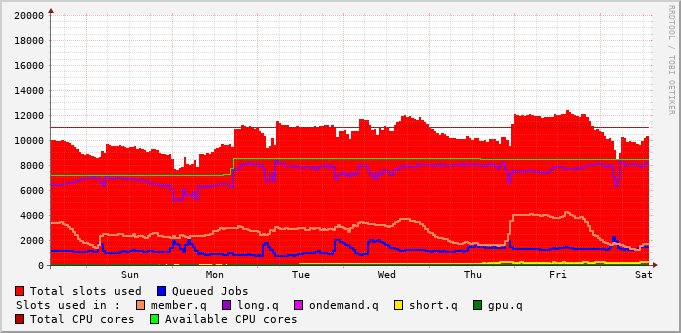 20000
18000
16000
14000
12000
10000
8000
6000
4000
2000
0
Sun Mon Tue Wed Thu Fri Sat
RRDTOOL / TOBI OETIKER
Total slots used Queued Jobs
Slots used in : member.q long.q ondemand.q short.q gpu.q
Total CPU cores Available CPU cores